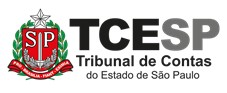 SP
TCESP
Tribunal de Contas
do Estado de São Paulo